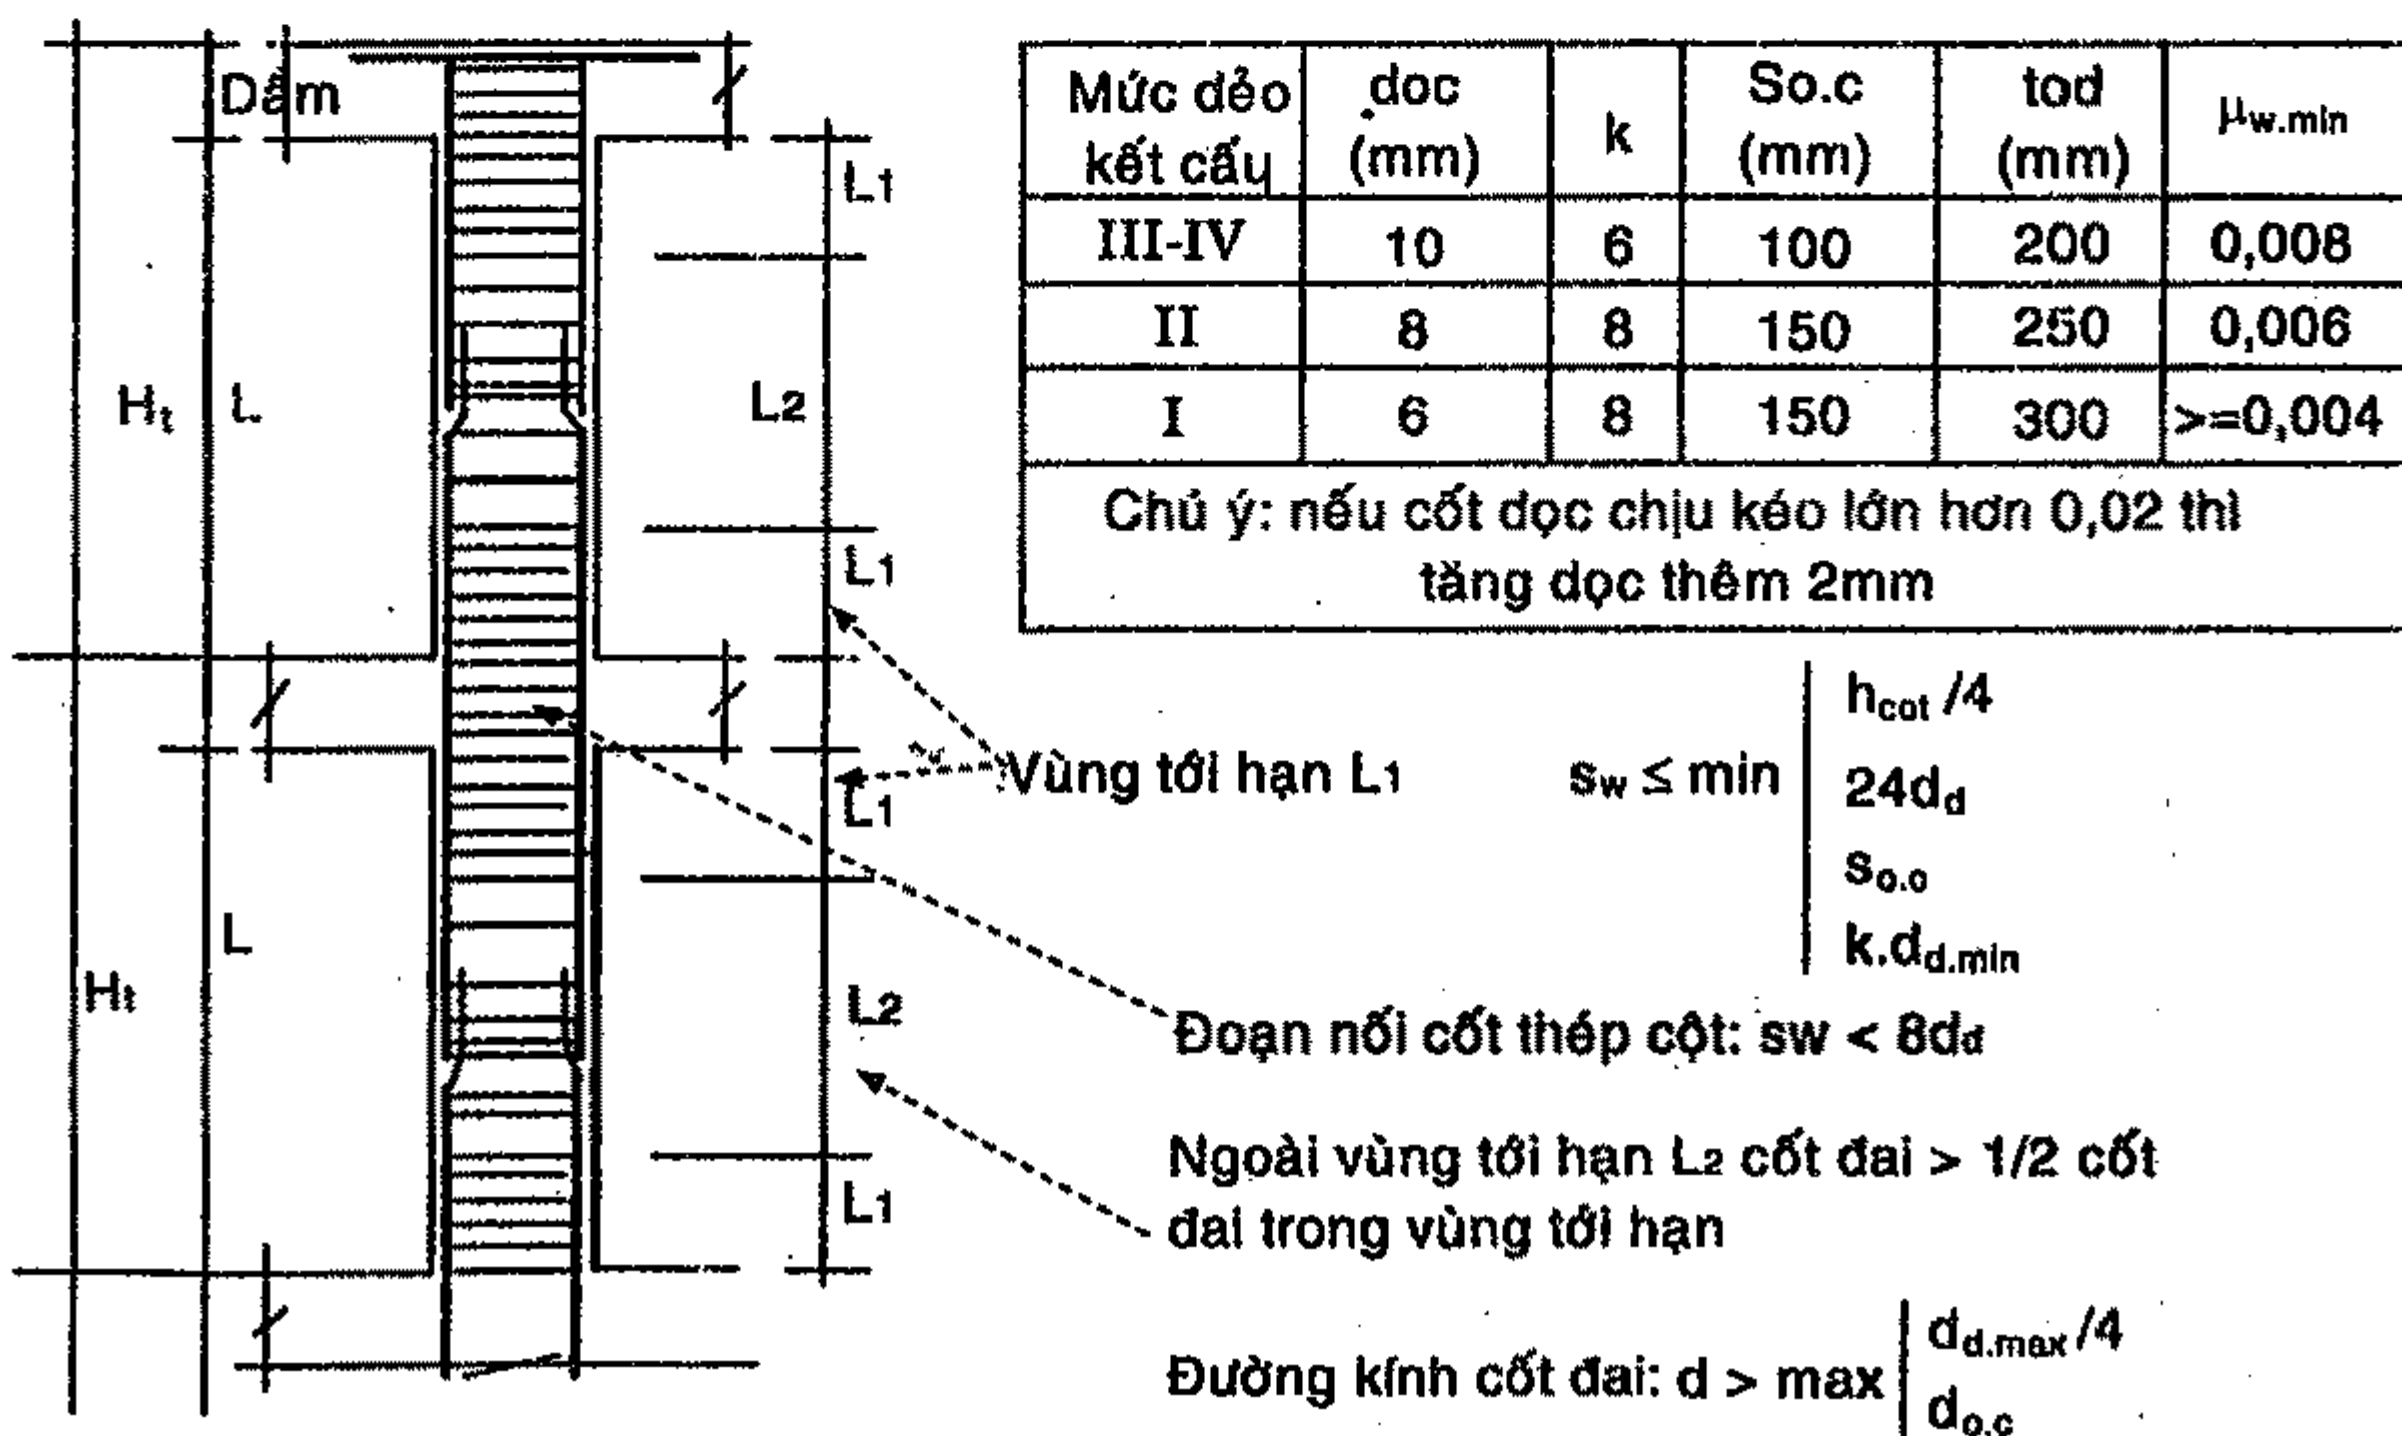 Dầm
L1
Ht
L
L2
L1
L1
L
Ht
L2
L1
Mức dẻo kết cấu | doc (mm) | k | So.c (mm) | tod (mm) | μw.min
III-IV | 10 | 6 | 100 | 200 | 0,008
II | 8 | 8 | 150 | 250 | 0,006
I | 6 | 8 | 150 | 300 | >=0,004
Chú ý: nếu cốt dọc chịu kéo lớn hơn 0,02 thì
tăng dọc thêm 2mm
Vùng tới hạn L1
sw ≤ min
hcot /4
24dd
so.o
k.dd.min
Đoạn nối cốt thép cột: sw < 8dd
Ngoài vùng tới hạn L2 cốt đai > 1/2 cốt
đai trong vùng tới hạn
Đường kính cốt đai: d > max
dd.max /4
do.c